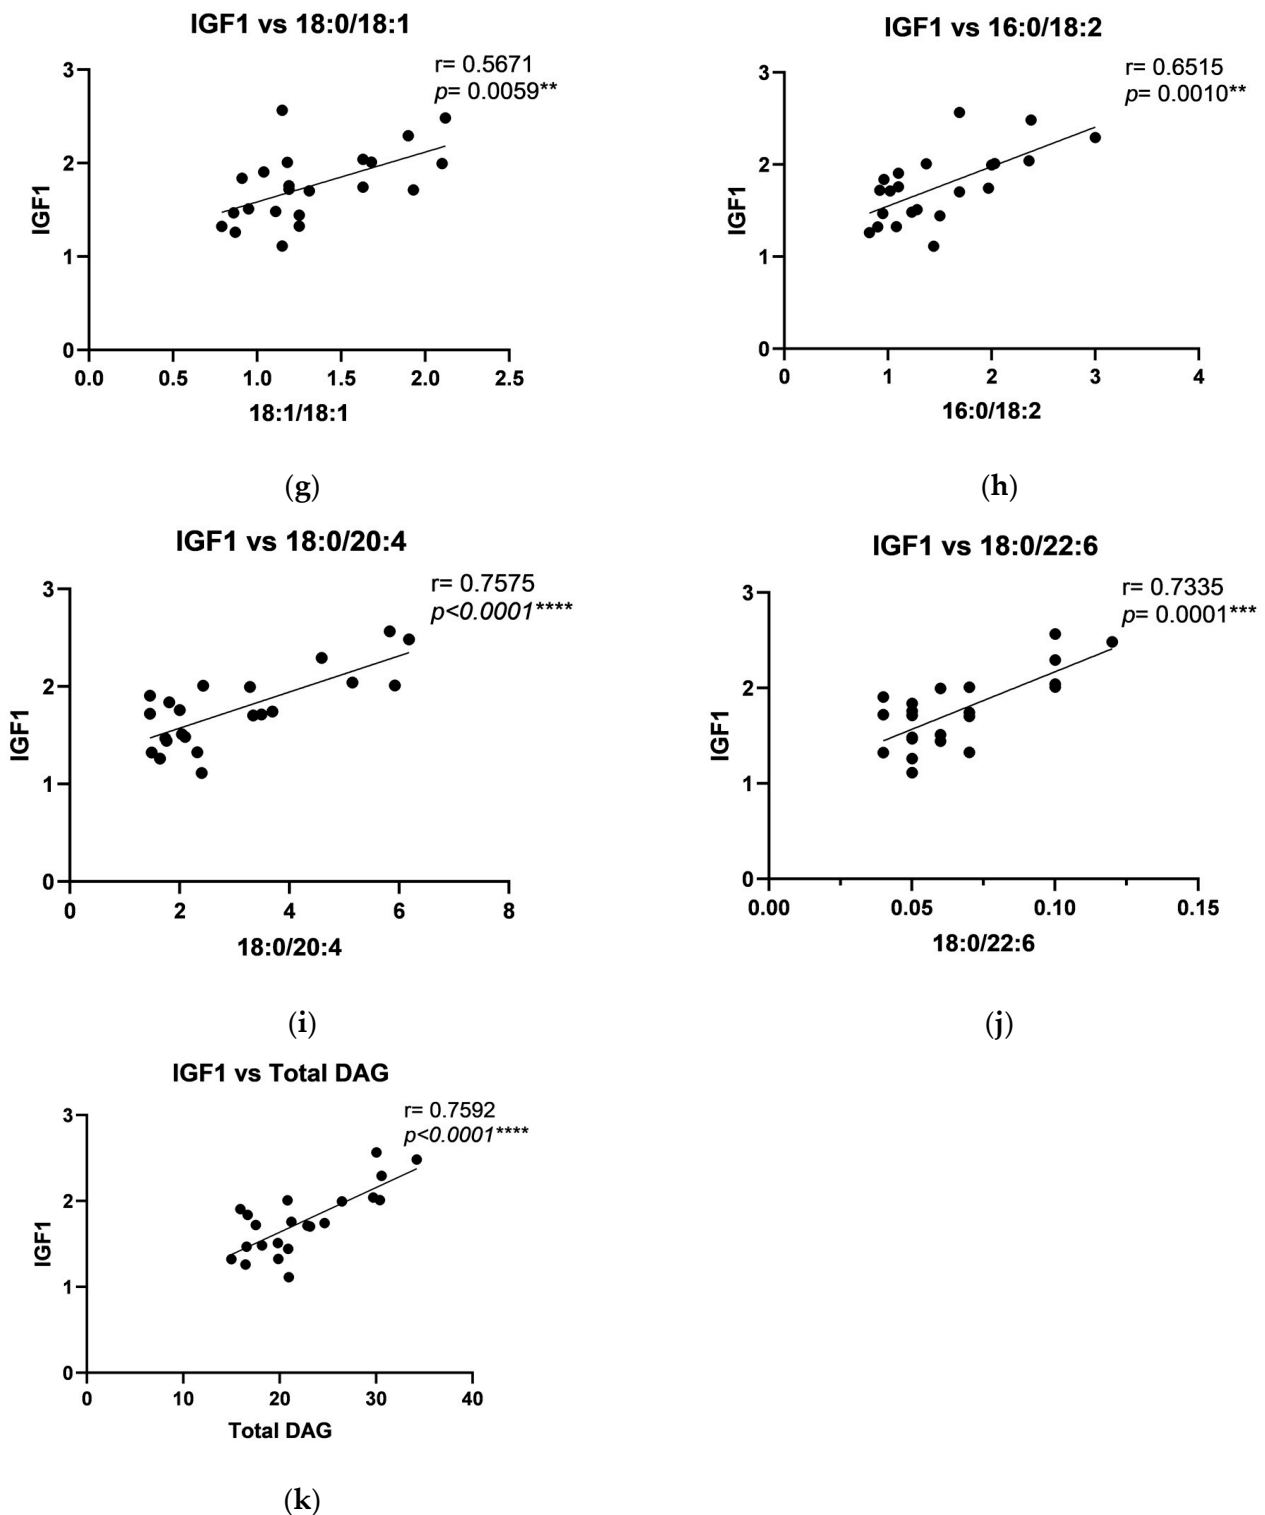 IGF1 vs 18:0/18:1
r= 0.5671
p= 0.0059**
3
2
1
0
IGF1
0.0 0.5 1.0 1.5 2.0 2.5
18:1/18:1
(g)
IGF1 vs 16:0/18:2
r= 0.6515
p= 0.0010**
3
2
1
0
IGF1
0 1 2 3 4
16:0/18:2
(h)
IGF1 vs 18:0/20:4
r= 0.7575
p<0.0001****
3
2
1
0
IGF1
0 2 4 6 8
18:0/20:4
(i)
IGF1 vs 18:0/22:6
r= 0.7335
p= 0.0001***
3
2
1
0
IGF1
0.00 0.05 0.10 0.15
18:0/22:6
(j)
IGF1 vs Total DAG
r= 0.7592
p<0.0001****
3
2
1
0
IGF1
0 10 20 30 40
Total DAG
(k)